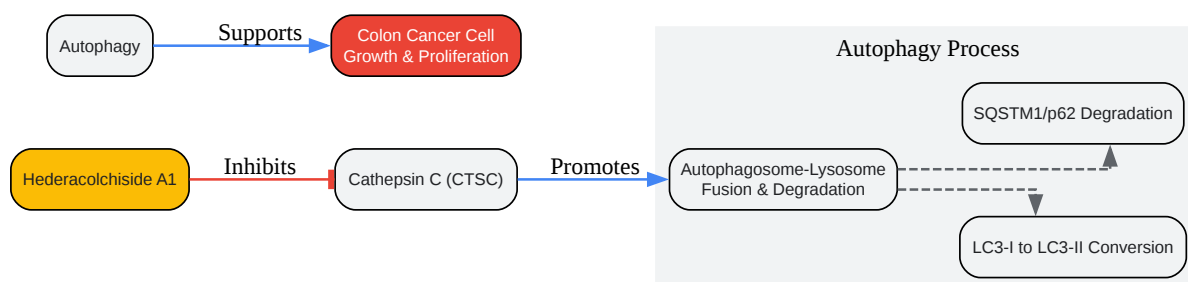 Autophagy
Supports
Colon Cancer Cell
Growth & Proliferation
Autophagy Process
SQSTM1/p62 Degradation
Hederacolchiside A1
Inhibits
Cathepsin C (CTSC)
Promotes
Autophagosome-Lysosome
Fusion & Degradation
LC3-I to LC3-II Conversion